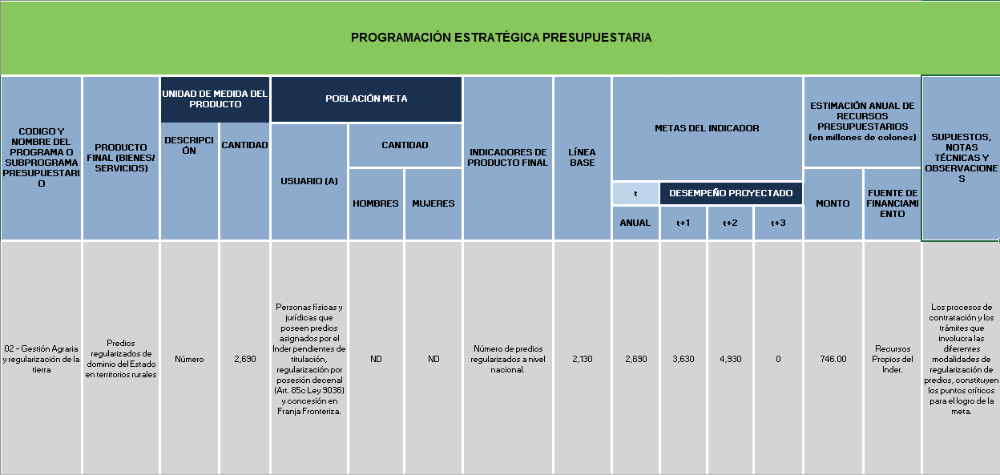 PROGRAMACIÓN ESTRATÉGICA PRESUPUESTARIA
CODIGO Y
NOMBRE DEL
PROGRAMA O
SUBPROGRAMA
PRESUPUESTARI
O
PRODUCTO
FINAL (BIENES/
SERVICIOS)
UNIDAD DE MEDIDA DEL
PRODUCTO
DESCRIPCI
ÓN
CANTIDAD
POBLACIÓN META
USUARIO (A)
CANTIDAD
HOMBRES
MUJERES
INDICADORES DE
PRODUCTO FINAL
LÍNEA
BASE
METAS DEL INDICADOR
t
DESEMPEÑO PROYECTADO
ANUAL
t+1
t+2
t+3
ESTIMACIÓN ANUAL DE
RECURSOS
PRESUPUESTARIOS
(en millones de colones)
MONTO
FUENTE DE
FINANCIAMI
ENTO
SUPUESTOS,
NOTAS
TÉCNICAS Y
OBSERVACIONE
S
02 - Gestión Agraria
y regularización de la
tierra
Predios
regularizados de
dominio del Estado
en territorios rurales
Número
2,690
Personas físicas y
jurídicas que
poseen predios
asignados por el
Inder pendientes de
titulación,
regularización por
posesión decenal
(Art. 85c Ley 9036)
y concesión en
Franja Fronteriza.
ND
ND
Número de predios
regularizados a nivel
nacional.
2,130
2,690
3,630
4,930
0
746.00
Recursos
Propios del
Inder.
Los procesos de
contratación y los
trámites que
involucra las
diferentes
modalidades de
regularización de
predios, constituyen
los puntos críticos
para el logro de la
meta.